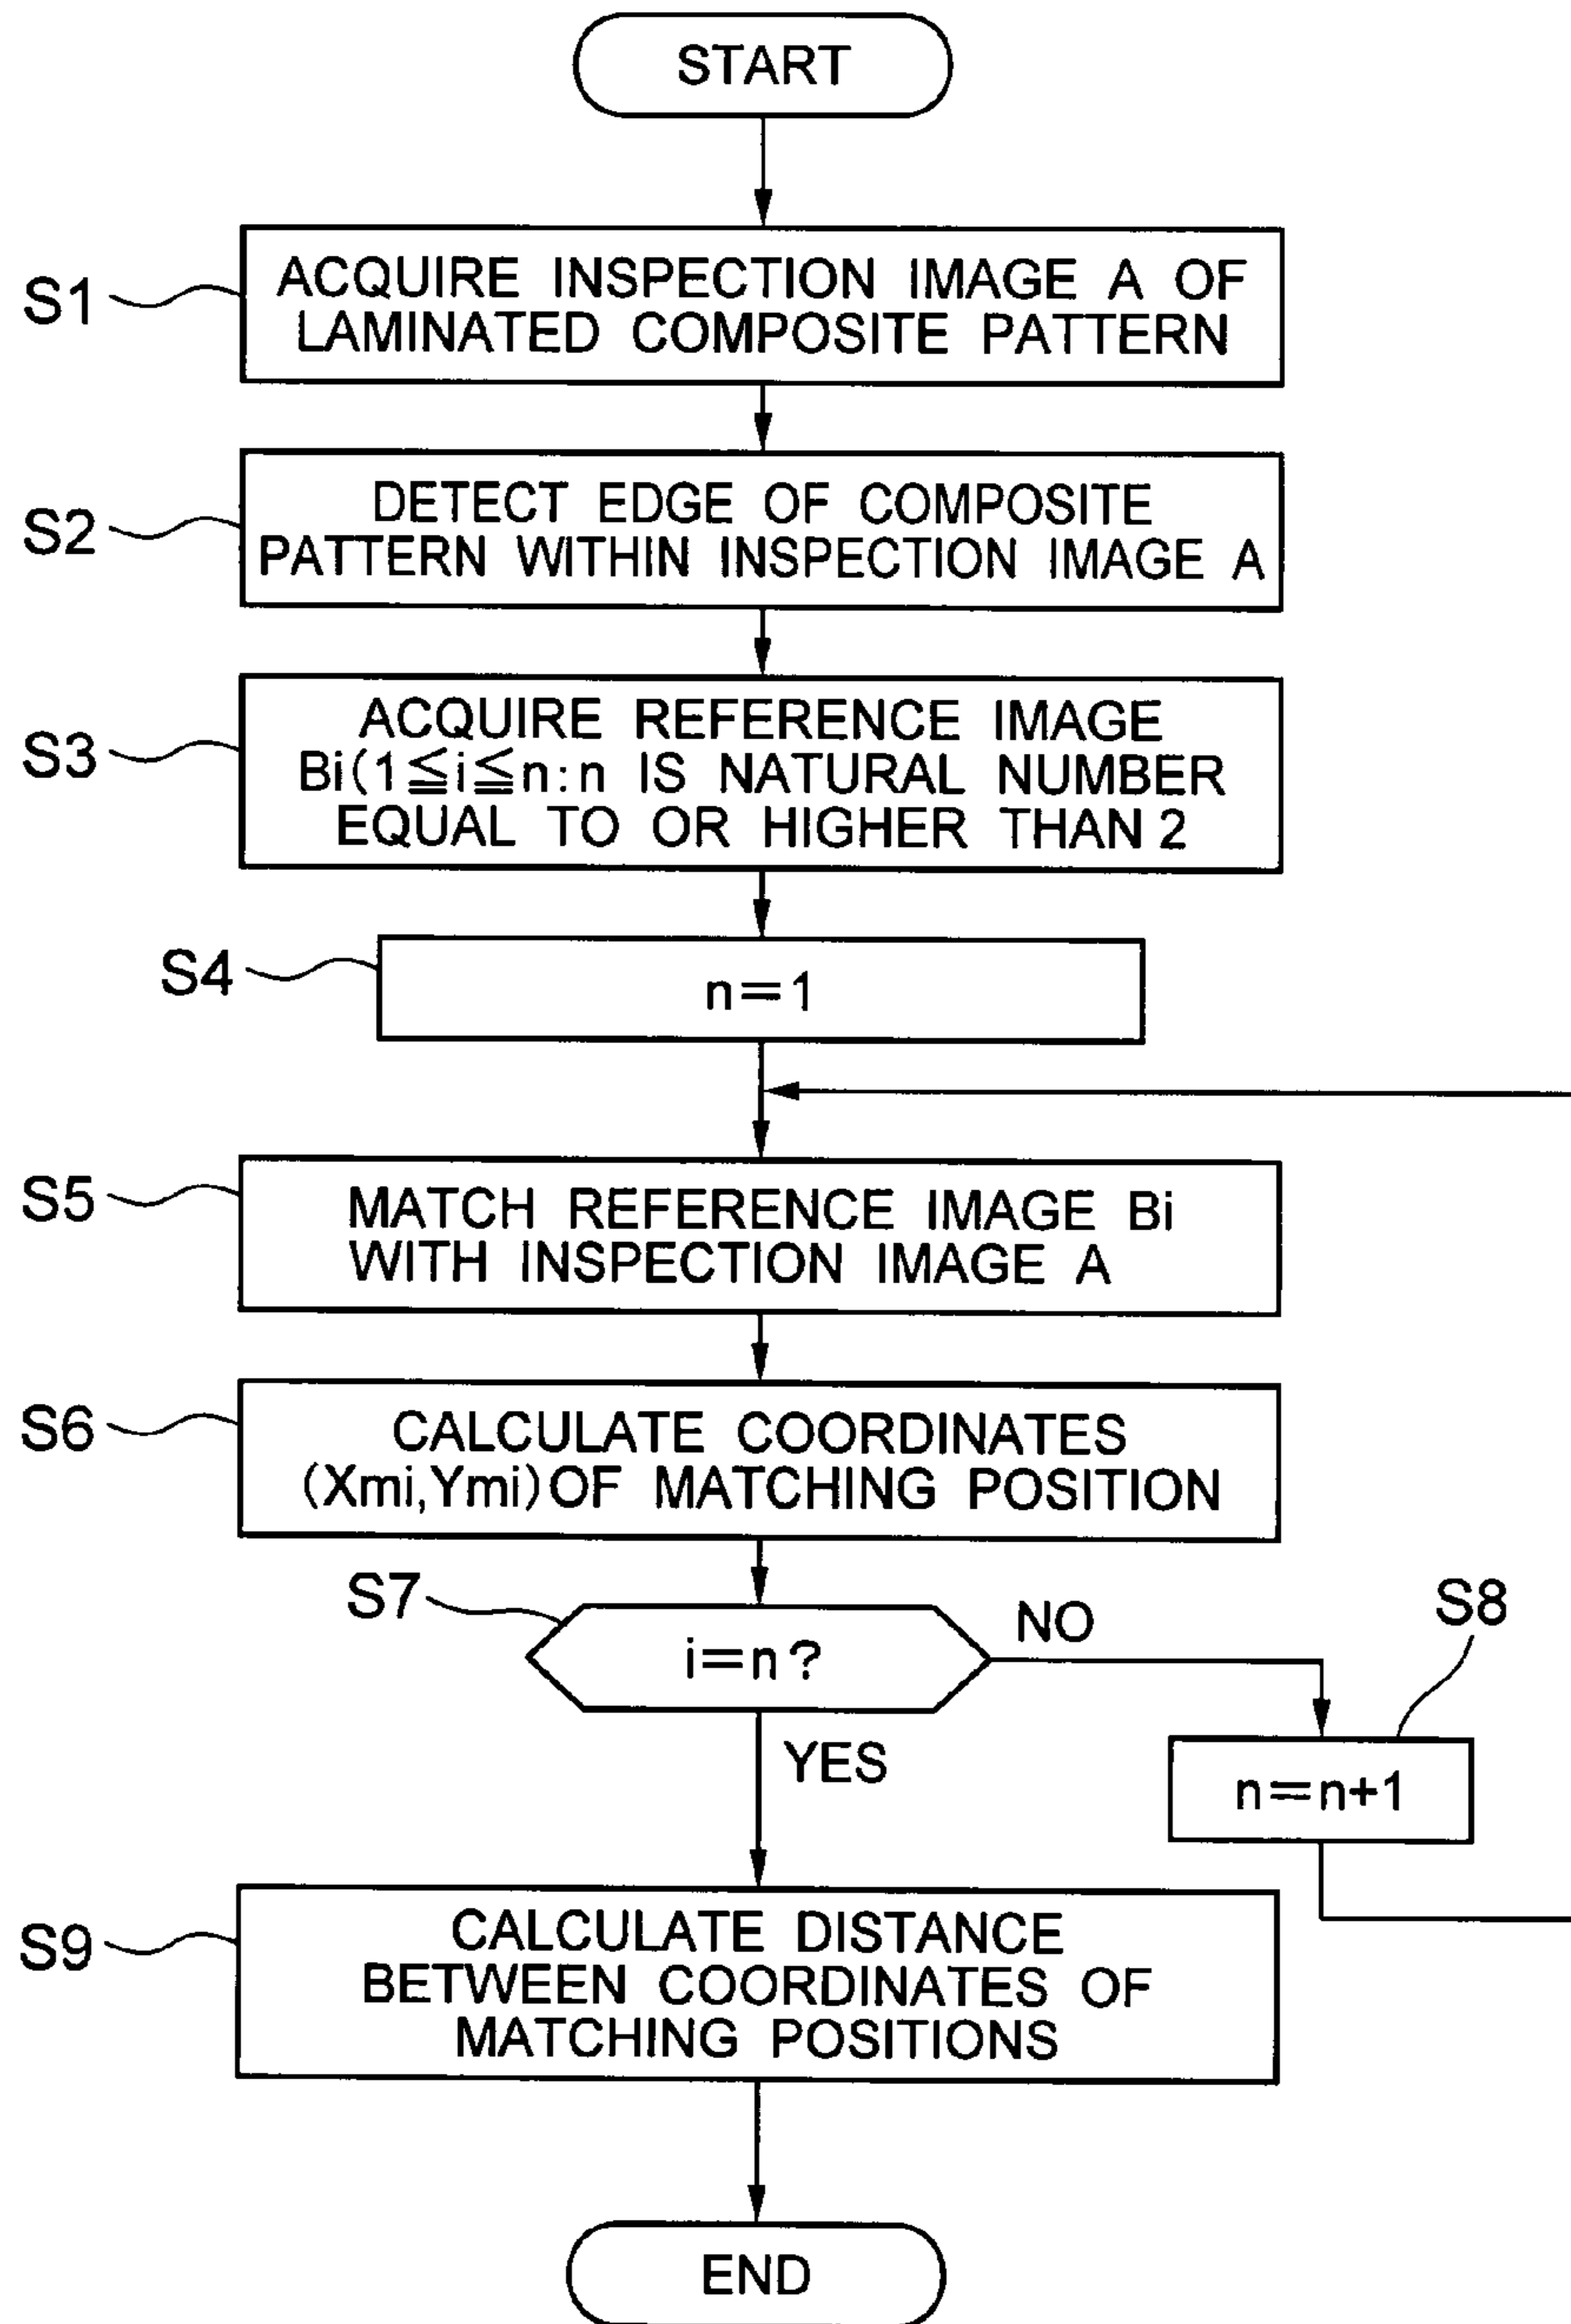 START
S1
ACQUIRE INSPECTION IMAGE A OF
LAMINATED COMPOSITE PATTERN
S2
DETECT EDGE OF COMPOSITE
PATTERN WITHIN INSPECTION IMAGE A
S3
ACQUIRE REFERENCE IMAGE
Bi(1≦i≦n:n IS NATURAL NUMBER
EQUAL TO OR HIGHER THAN 2
S4
n=1
S5
MATCH REFERENCE IMAGE Bi
WITH INSPECTION IMAGE A
S6
CALCULATE COORDINATES
(Xmi,Ymi)OF MATCHING POSITION
S7
i=n?
NO
S8
YES
n=n+1
S9
CALCULATE DISTANCE
BETWEEN COORDINATES OF
MATCHING POSITIONS
END